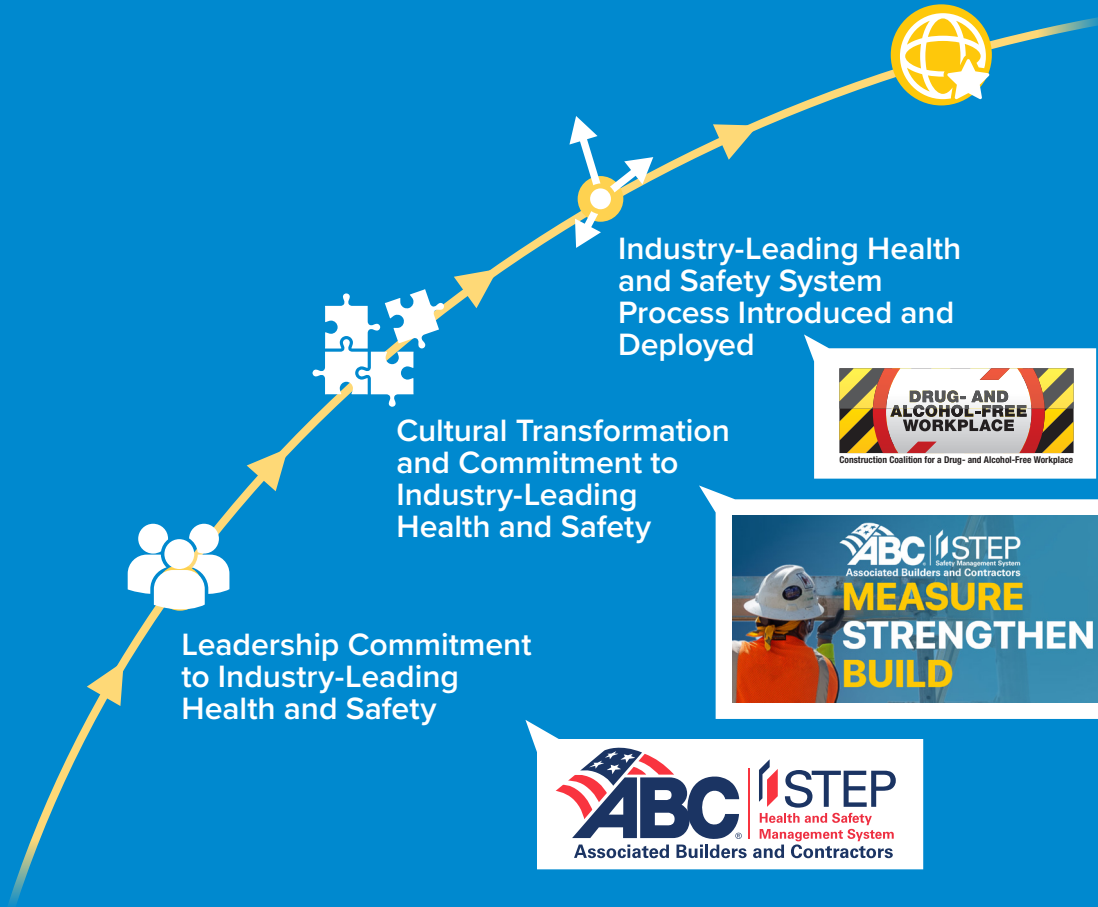 Industry-Leading Health
and Safety System
Process Introduced and
Deployed
DRUG- AND
ALCOHOL-FREE
WORKPLACE
Construction Coalition for a Drug- and Alcohol-Free Workplace
Cultural Transformation
and Commitment to
Industry-Leading
Health and Safety
ABC STEP
Safety Management System
Associated Builders and Contractors
MEASURE
STRENGTHEN
BUILD
Leadership Commitment
to Industry-Leading
Health and Safety
ABC® STEP
Health and Safety
Management System
Associated Builders and Contractors